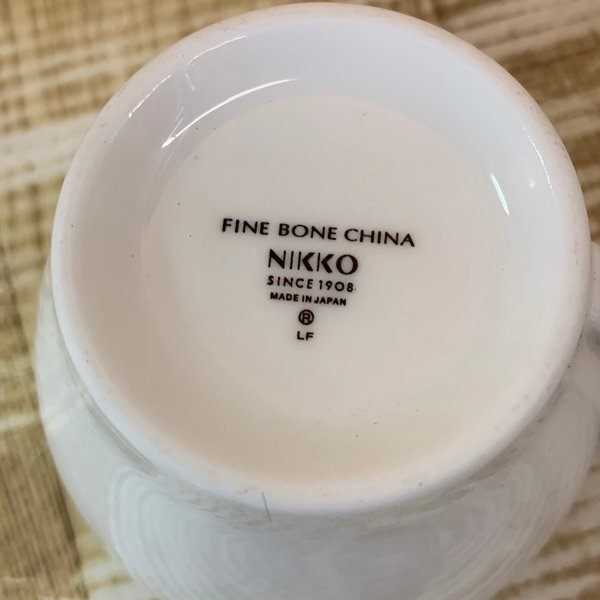 FINE BONE CHINA
NIKKO
SINCE 1908
MADE IN JAPAN
®
LF